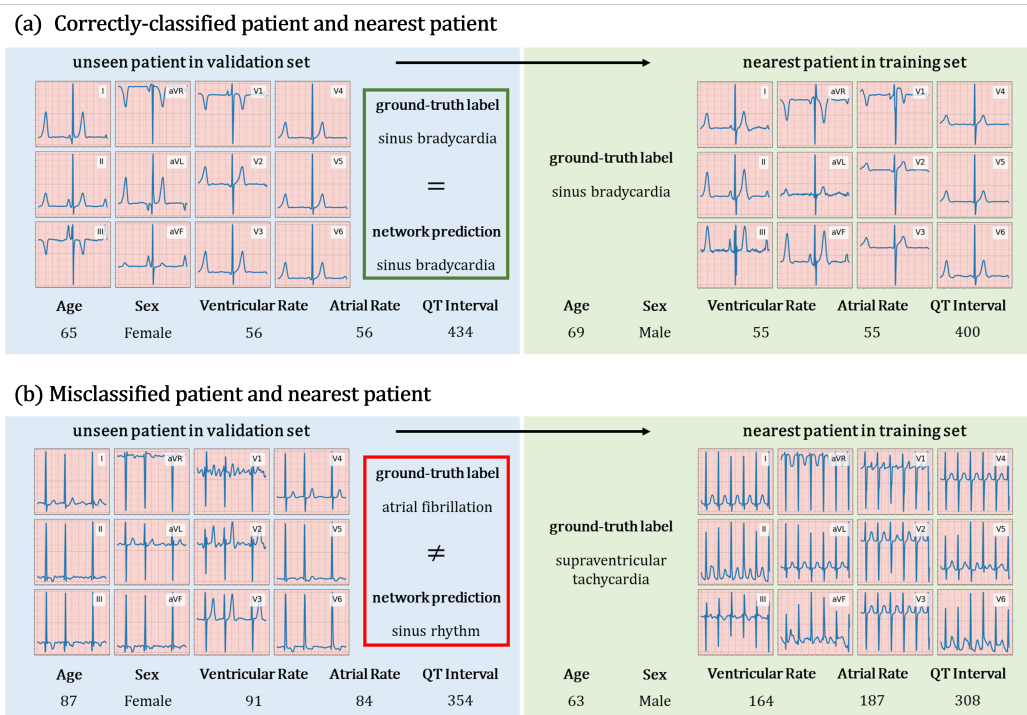 (a) Correctly-classified patient and nearest patient
unseen patient in validation set
nearest patient in training set
I aVR V1 V4
II aVL V2 V5
III aVF V3 V6
ground-truth label
sinus bradycardia
=
network prediction
sinus bradycardia
Age Sex Ventricular Rate Atrial Rate QT Interval
65 Female 56 56 434
ground-truth label
sinus bradycardia
I aVR V1 V4
II aVL V2 V5
III aVF V3 V6
Age Sex Ventricular Rate Atrial Rate QT Interval
69 Male 55 55 400
(b) Misclassified patient and nearest patient
unseen patient in validation set
nearest patient in training set
I aVR V1 V4
II aVL V2 V5
III aVF V3 V6
ground-truth label
atrial fibrillation
≠
network prediction
sinus rhythm
Age Sex Ventricular Rate Atrial Rate QT Interval
87 Female 91 84 354
ground-truth label
supraventricular
tachycardia
I aVR V1 V4
II aVL V2 V5
III aVF V3 V6
Age Sex Ventricular Rate Atrial Rate QT Interval
63 Male 164 187 308